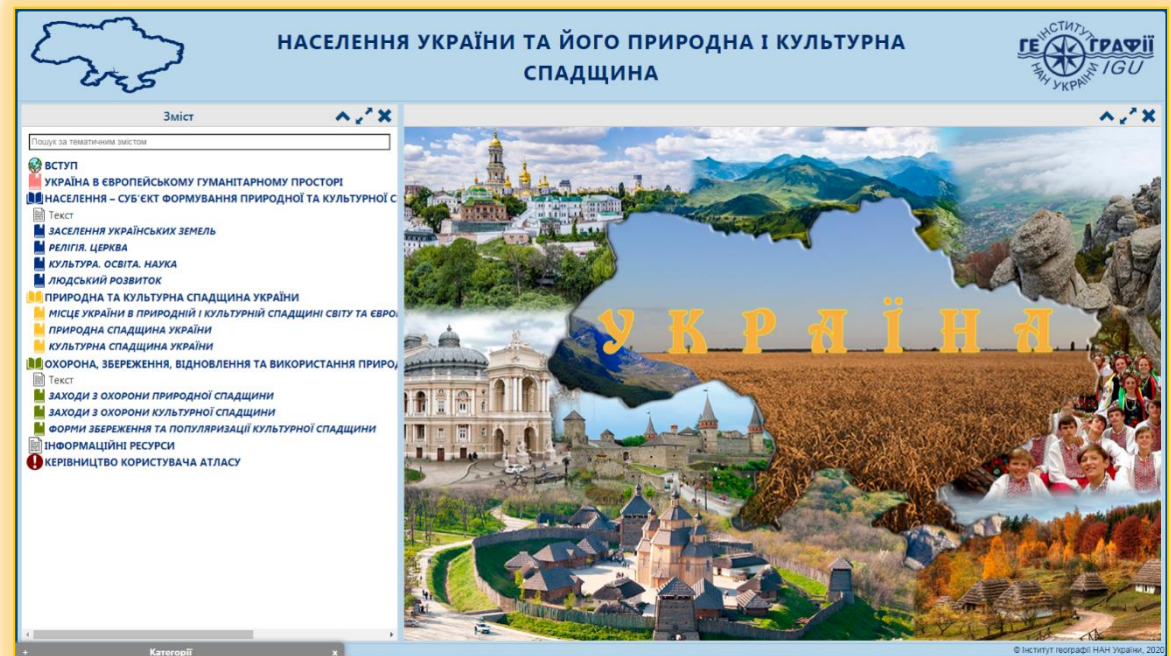 НАСЕЛЕННЯ УКРАЇНИ ТА ЙОГО ПРИРОДНА І КУЛЬТУРНА
СПАДЩИНА
ІНСТИТУТ
ГЕОГРАФІЇ
IGU
НАН УКРАЇНИ
Зміст
Пошук за тематичним змістом
ВСТУП
УКРАЇНА В ЄВРОПЕЙСЬКОМУ ГУМАНІТАРНОМУ ПРОСТОРІ
НАСЕЛЕННЯ – СУБ'ЄКТ ФОРМУВАННЯ ПРИРОДНОЇ ТА КУЛЬТУРНОЇ С
Текст
ЗАСЕЛЕННЯ УКРАЇНСЬКИХ ЗЕМЕЛЬ
РЕЛІГІЯ. ЦЕРКВА
КУЛЬТУРА. ОСВІТА. НАУКА
ЛЮДСЬКИЙ РОЗВИТОК
ПРИРОДНА ТА КУЛЬТУРНА СПАДЩИНА УКРАЇНИ
МІСЦЕ УКРАЇНИ В ПРИРОДНІЙ І КУЛЬТУРНІЙ СПАДЩИНІ СВІТУ ТА ЄВРО
ПРИРОДНА СПАДЩИНА УКРАЇНИ
КУЛЬТУРНА СПАДЩИНА УКРАЇНИ
ОХОРОНА, ЗБЕРЕЖЕННЯ, ВІДНОВЛЕННЯ ТА ВИКОРИСТАННЯ ПРИРОД
Текст
ЗАХОДИ З ОХОРОНИ ПРИРОДНОЇ СПАДЩИНИ
ЗАХОДИ З ОХОРОНИ КУЛЬТУРНОЇ СПАДЩИНИ
ФОРМИ ЗБЕРЕЖЕННЯ ТА ПОПУЛЯРИЗАЦІЇ КУЛЬТУРНОЇ СПАДЩИНИ
ІНФОРМАЦІЙНІ РЕСУРСИ
КЕРІВНИЦТВО КОРИСТУВАЧА АТЛАСУ
УКРАЇНА
+ Категорії x
© Інститут географії НАН України, 2020